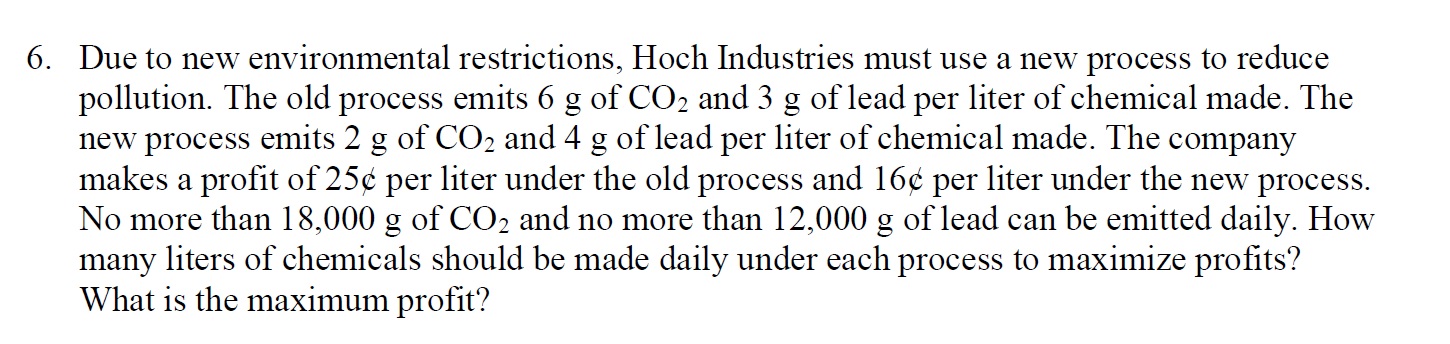 6. Due to new environmental restrictions, Hoch Industries must use a new process to reduce
pollution. The old process emits 6 g of CO₂ and 3 g of lead per liter of chemical made. The
new process emits 2 g of CO₂ and 4 g of lead per liter of chemical made. The company
makes a profit of 25¢ per liter under the old process and 16¢ per liter under the new process.
No more than 18,000 g of CO₂ and no more than 12,000 g of lead can be emitted daily. How
many liters of chemicals should be made daily under each process to maximize profits?
What is the maximum profit?